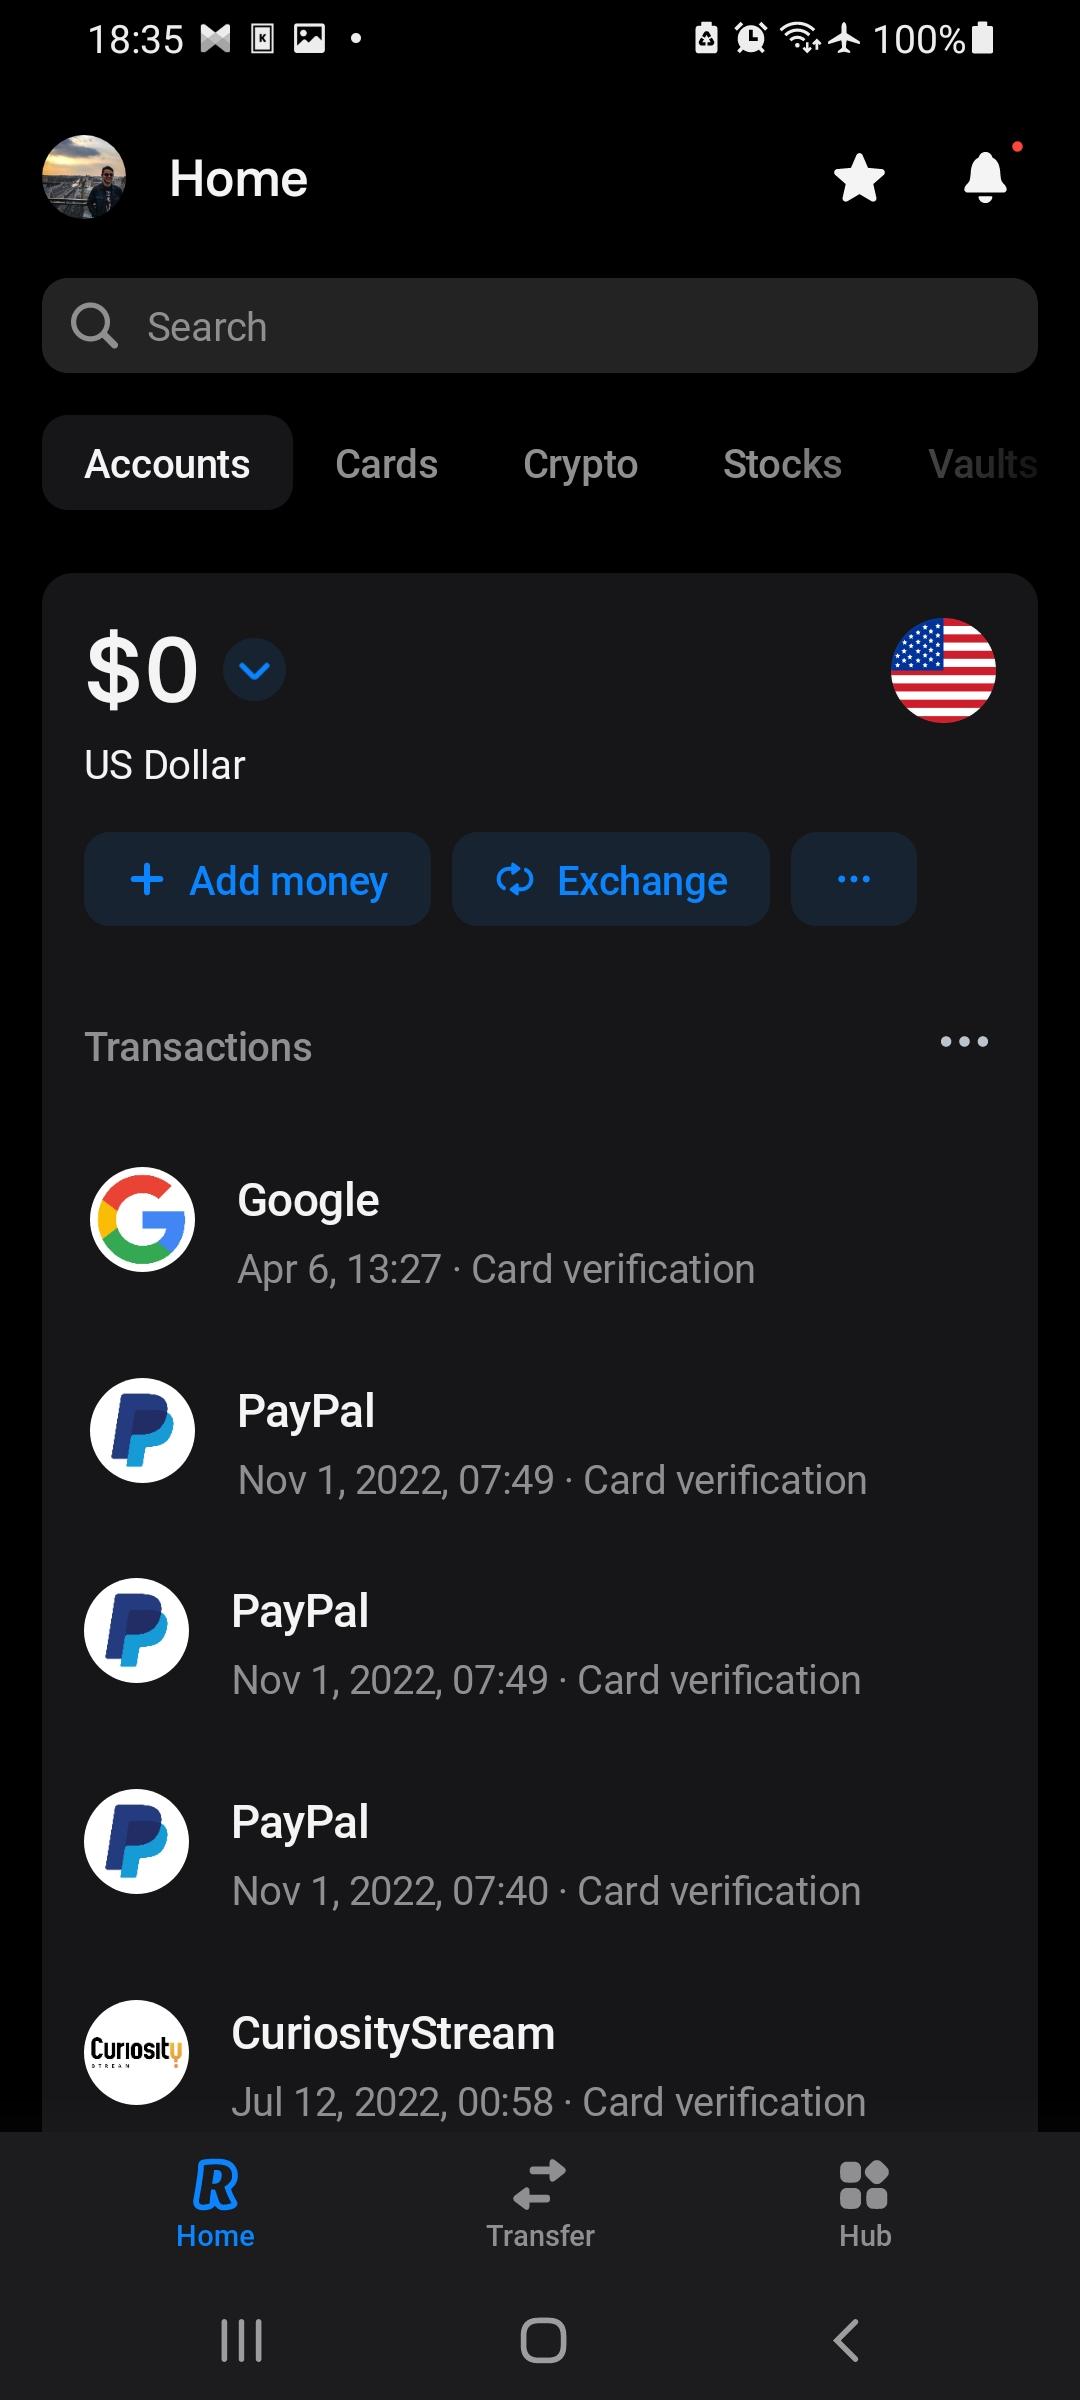 18:35 K 100%
Home
Search
Accounts Cards Crypto Stocks Vaults
$0
US Dollar
+ Add money Exchange ...
Transactions ...
Google
Apr 6, 13:27 · Card verification
PayPal
Nov 1, 2022, 07:49 · Card verification
PayPal
Nov 1, 2022, 07:49 · Card verification
PayPal
Nov 1, 2022, 07:40 · Card verification
Curiosity
STREAM
CuriosityStream
Jul 12, 2022, 00:58 · Card verification
R
Home Transfer Hub